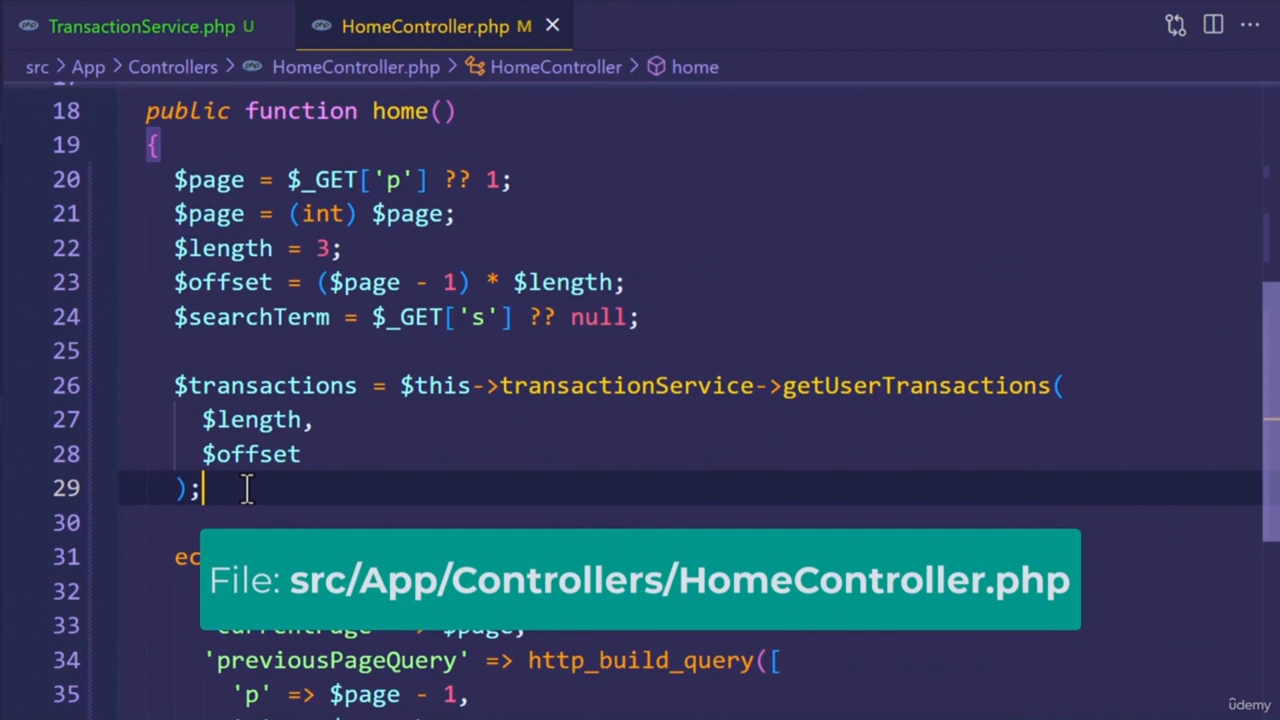 TransactionService.php U
HomeController.php M
src > App > Controllers > HomeController.php > HomeController > home
18 public function home()
19 {
20 $page = $_GET['p'] ?? 1;
21 $page = (int) $page;
22 $length = 3;
23 $offset = ($page - 1) * $length;
24 $searchTerm = $_GET['s'] ?? null;
25
26 $transactions = $this->transactionService->getUserTransactions(
27 $length,
28 $offset
29 );
30
31 ec
File: src/App/Controllers/HomeController.php
32
33 'currentPage' => $page,
34 'previousPageQuery' => http_build_query([
35 'p' => $page - 1,
ûdemy